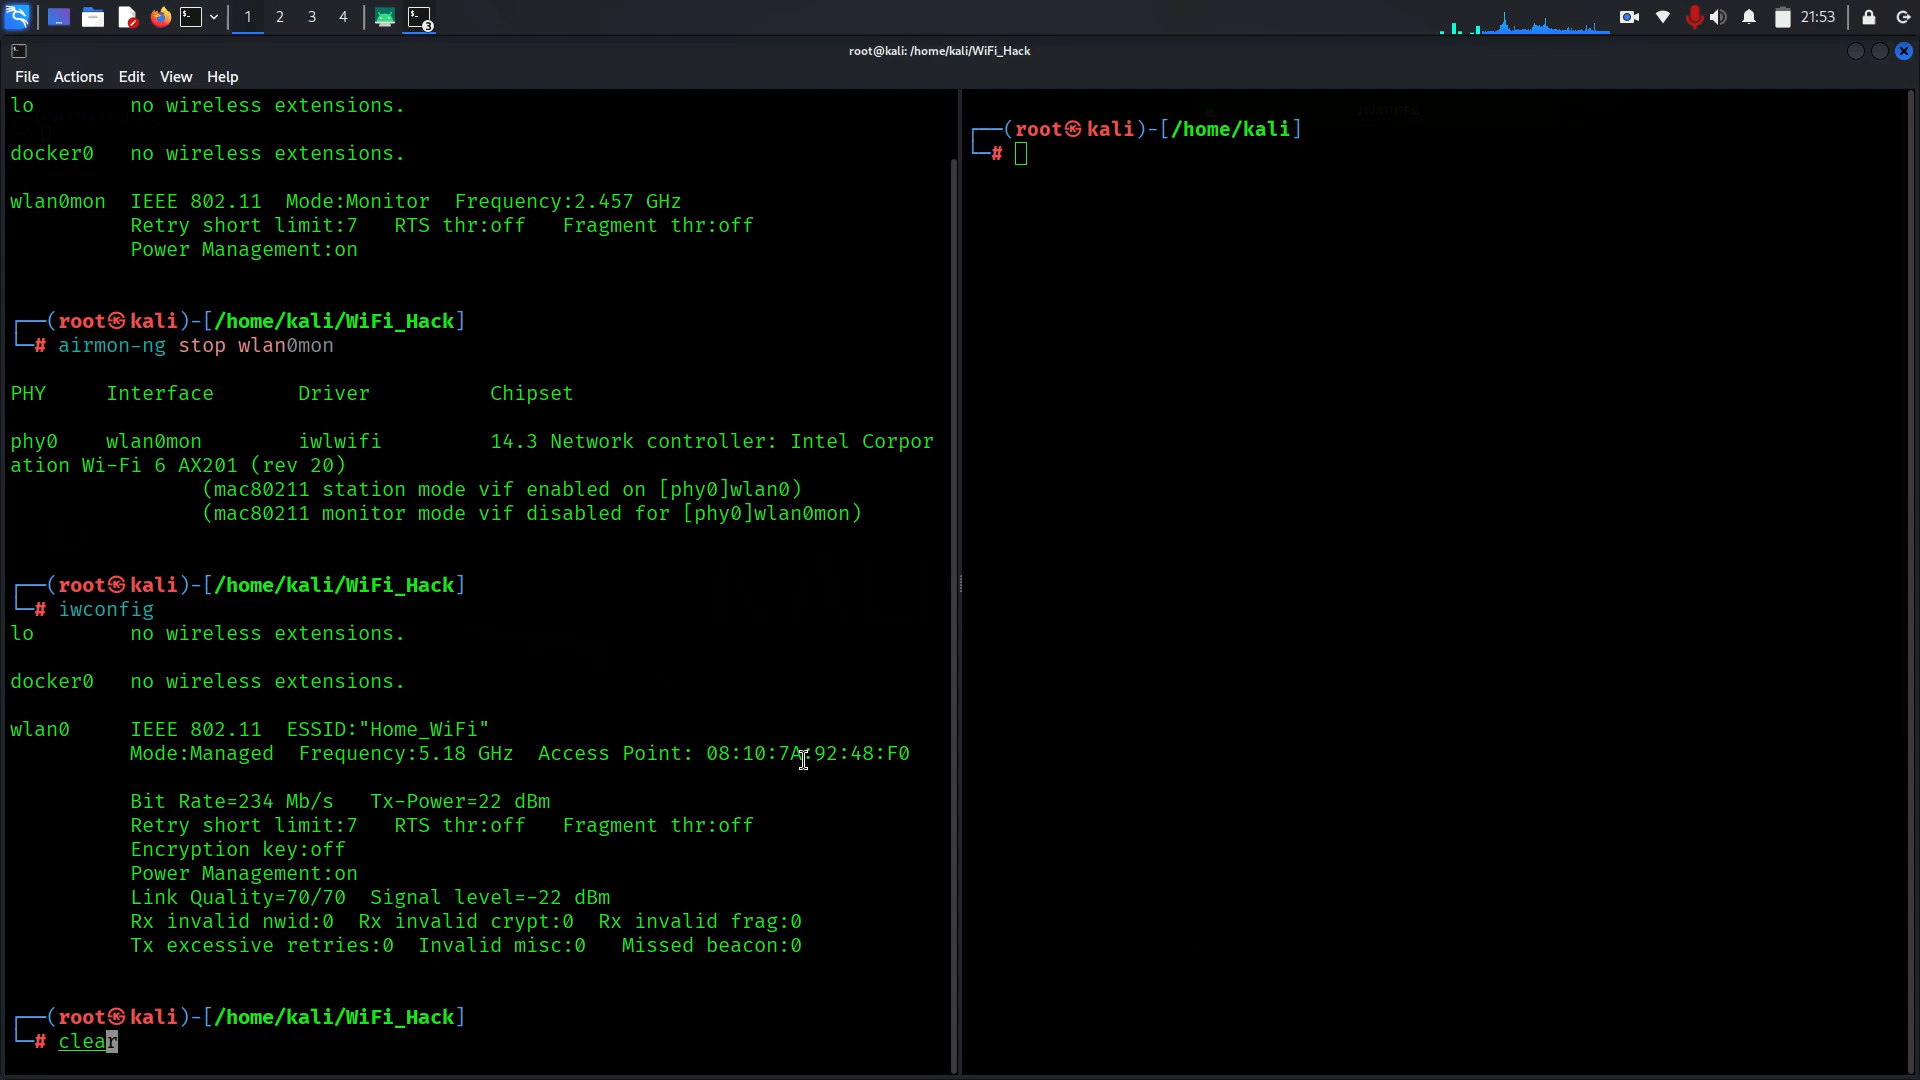 1 2 3 4 3 21:53
root@kali: /home/kali/WiFi_Hack
File Actions Edit View Help
lo no wireless extensions.
docker0 no wireless extensions.
wlan0mon IEEE 802.11 Mode:Monitor Frequency:2.457 GHz
Retry short limit:7 RTS thr:off Fragment thr:off
Power Management:on
┌──(root㉿kali)-[/home/kali/WiFi_Hack]
└─# airmon-ng stop wlan0mon
PHY Interface Driver Chipset
phy0 wlan0mon iwlwifi 14.3 Network controller: Intel Corpor
ation Wi-Fi 6 AX201 (rev 20)
(mac80211 station mode vif enabled on [phy0]wlan0)
(mac80211 monitor mode vif disabled for [phy0]wlan0mon)
┌──(root㉿kali)-[/home/kali/WiFi_Hack]
└─# iwconfig
lo no wireless extensions.
docker0 no wireless extensions.
wlan0 IEEE 802.11 ESSID:"Home_WiFi"
Mode:Managed Frequency:5.18 GHz Access Point: 08:10:7A:92:48:F0
Bit Rate=234 Mb/s Tx-Power=22 dBm
Retry short limit:7 RTS thr:off Fragment thr:off
Encryption key:off
Power Management:on
Link Quality=70/70 Signal level=-22 dBm
Rx invalid nwid:0 Rx invalid crypt:0 Rx invalid frag:0
Tx excessive retries:0 Invalid misc:0 Missed beacon:0
┌──(root㉿kali)-[/home/kali/WiFi_Hack]
└─# clear
┌──(root㉿kali)-[/home/kali]
└─#